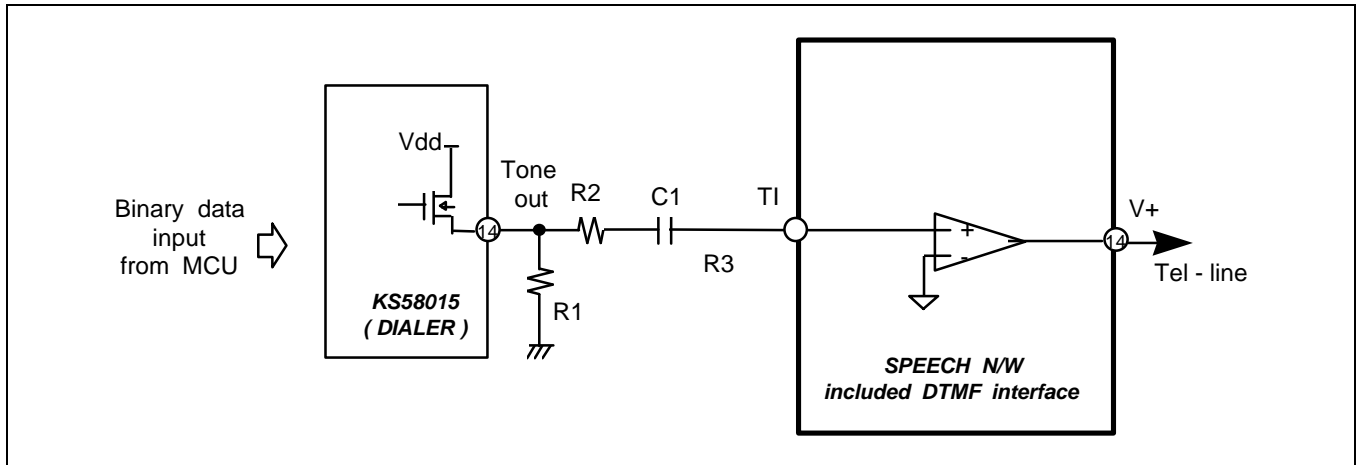 Binary data
input
from MCU
Vdd
14
KS58015
( DIALER )
Tone
out
R1
R2
C1
R3
TI
+
-
SPEECH N/W
included DTMF interface
V+
14
Tel - line